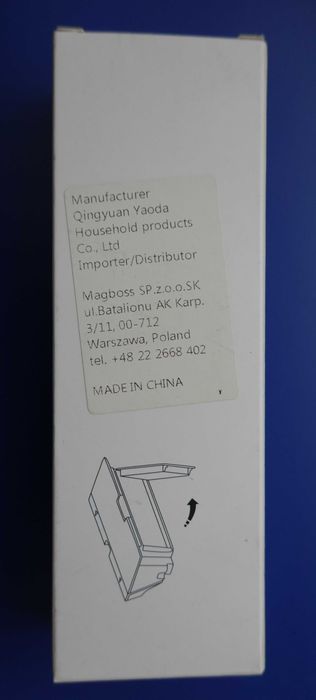 Manufacturer
Qingyuan Yaoda
Household products
Co., Ltd
Importer/Distributor
Magboss SP.z.o.o.SK
ul.Batalionu AK Karp.
3/11, 00-712
Warszawa, Poland
tel. +48 22 2668 402
MADE IN CHINA